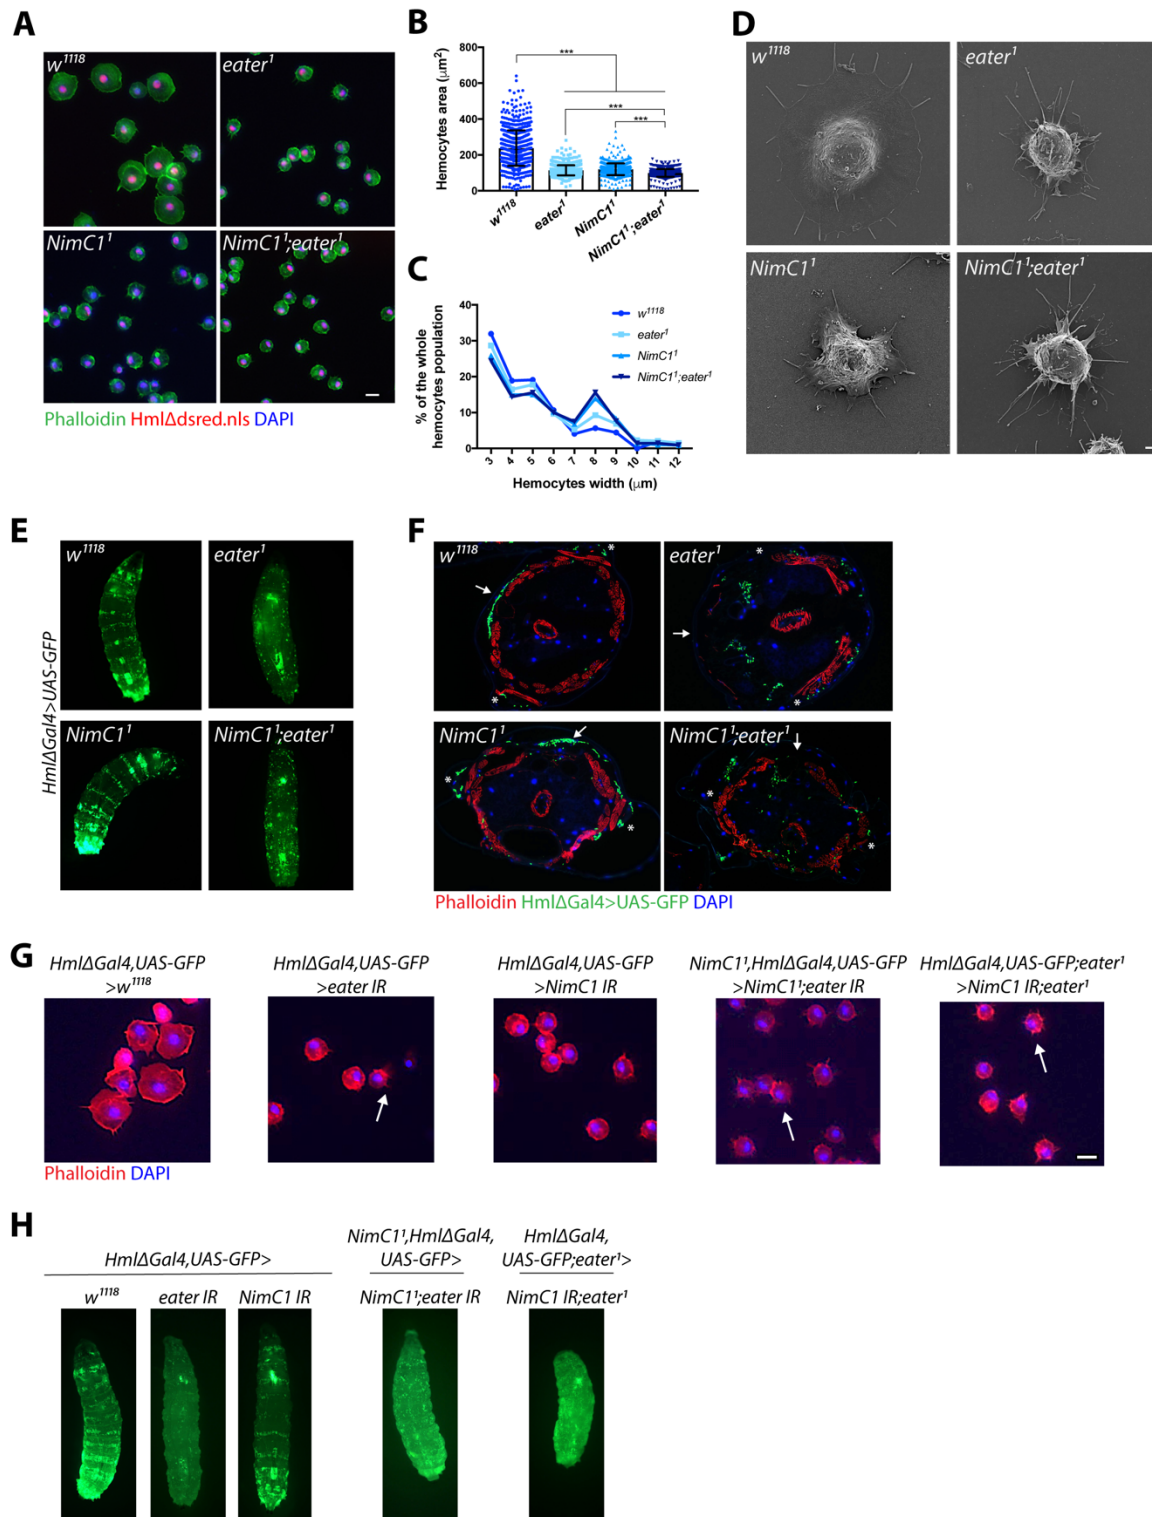 A
w¹¹¹⁸
eater¹
NimC1¹
NimC1¹;eater¹
Phalloidin HmlΔdsred.nls DAPI
B
Hemocytes area (μm²)
800
600
400
200
0
***
***
***
w¹¹¹⁸
eater¹
NimC1¹
NimC1¹;eater¹
C
% of the whole
hemocytes population
40
30
20
10
0
w¹¹¹⁸
eater¹
NimC1¹
NimC1¹;eater¹
3 4 5 6 7 8 9 10 11 12
Hemocytes width (μm)
D
w¹¹¹⁸
eater¹
NimC1¹
NimC1¹;eater¹
E
HmlΔGal4>UAS-GFP
w¹¹¹⁸
eater¹
NimC1¹
NimC1¹;eater¹
F
w¹¹¹⁸
*
*
eater¹
*
*
NimC1¹
*
*
NimC1¹;eater¹
*
*
Phalloidin HmlΔGal4>UAS-GFP DAPI
G
HmlΔGal4,UAS-GFP
>w¹¹¹⁸
HmlΔGal4,UAS-GFP
>eater IR
HmlΔGal4,UAS-GFP
>NimC1 IR
NimC1¹,HmlΔGal4,UAS-GFP
>NimC1¹;eater IR
HmlΔGal4,UAS-GFP;eater¹
>NimC1 IR;eater¹
Phalloidin DAPI
H
HmlΔGal4,UAS-GFP>
w¹¹¹⁸
eater IR
NimC1 IR
NimC1¹,HmlΔGal4,
UAS-GFP>
NimC1¹;eater IR
HmlΔGal4,
UAS-GFP;eater¹>
NimC1 IR;eater¹